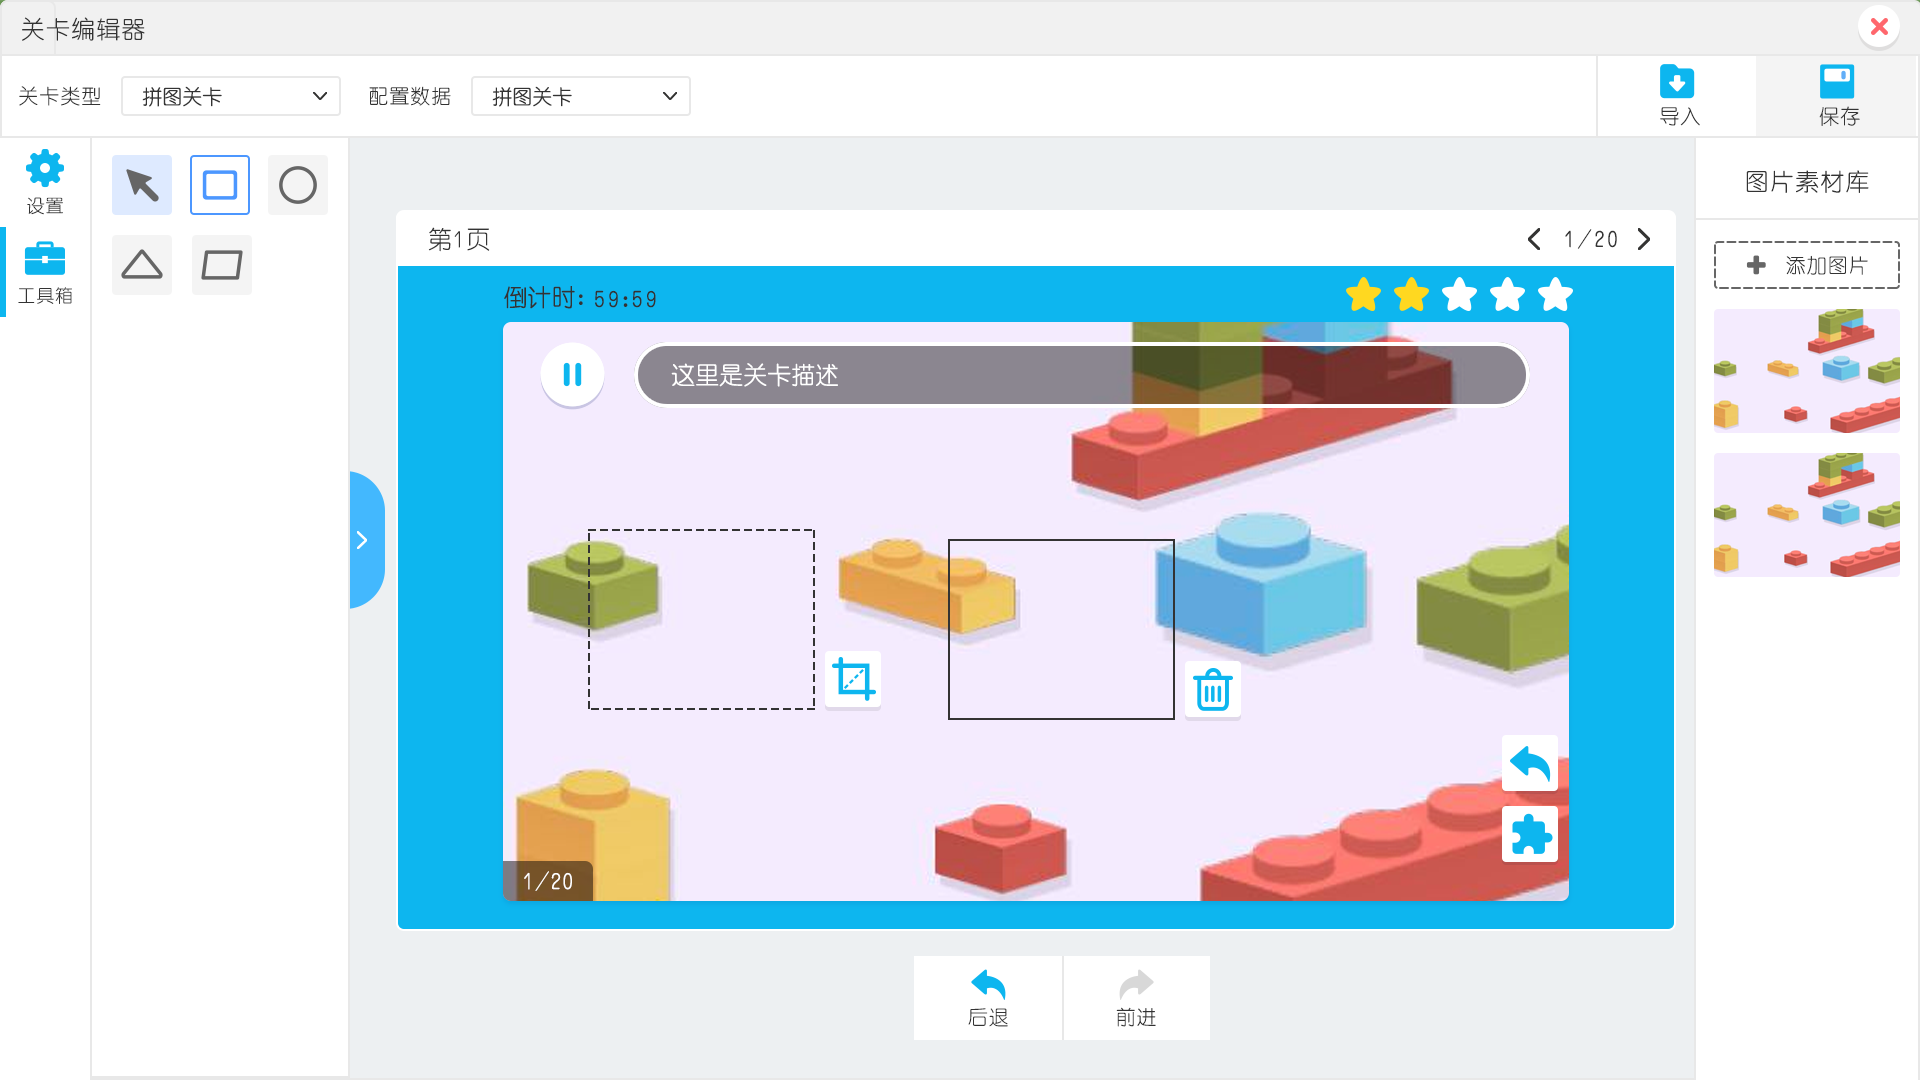 关卡编辑器
关卡类型 拼图关卡 配置数据 拼图关卡
导入 保存
设置
工具箱
第1页 1/20
倒计时: 59:59
这里是关卡描述
1/20
后退 前进
图片素材库
添加图片